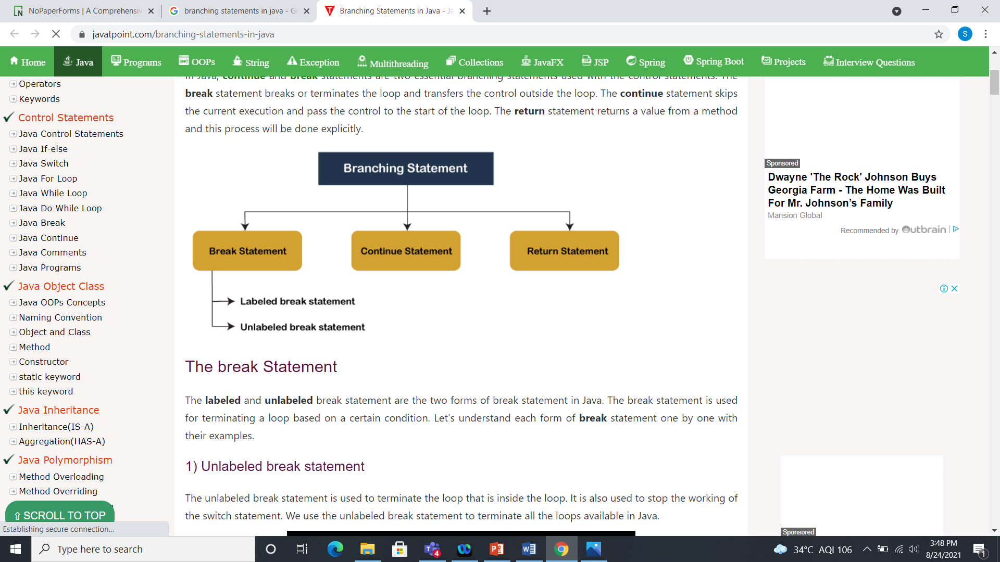 NoPaperForms | A Comprehensiv
branching statements in java - Go
Branching Statements in Java - Ja
javatpoint.com/branching-statements-in-java
S
Home
Java
Programs
OOPs
String
Exception
Multithreading
Collections
JavaFX
JSP
Spring
Spring Boot
Projects
Interview Questions
Operators
Keywords
Control Statements
Java Control Statements
Java If-else
Java Switch
Java For Loop
Java While Loop
Java Do While Loop
Java Break
Java Continue
Java Comments
Java Programs
Java Object Class
Java OOPs Concepts
Naming Convention
Object and Class
Method
Constructor
static keyword
this keyword
Java Inheritance
Inheritance(IS-A)
Aggregation(HAS-A)
Java Polymorphism
Method Overloading
Method Overriding
⇧ SCROLL TO TOP
Establishing secure connection...
In Java, continue and break statements are two essential branching statements used with the control statements. The
break statement breaks or terminates the loop and transfers the control outside the loop. The continue statement skips
the current execution and pass the control to the start of the loop. The return statement returns a value from a method
and this process will be done explicitly.
Branching Statement
Break Statement
Continue Statement
Return Statement
Labeled break statement
Unlabeled break statement
The break Statement
The labeled and unlabeled break statement are the two forms of break statement in Java. The break statement is used
for terminating a loop based on a certain condition. Let's understand each form of break statement one by one with
their examples.
1) Unlabeled break statement
The unlabeled break statement is used to terminate the loop that is inside the loop. It is also used to stop the working of
the switch statement. We use the unlabeled break statement to terminate all the loops available in Java.
Sponsored
Dwayne 'The Rock' Johnson Buys
Georgia Farm - The Home Was Built
For Mr. Johnson’s Family
Mansion Global
Recommended by Outbrain
Sponsored
Type here to search
4
34°C AQI 106
3:48 PM
8/24/2021
1